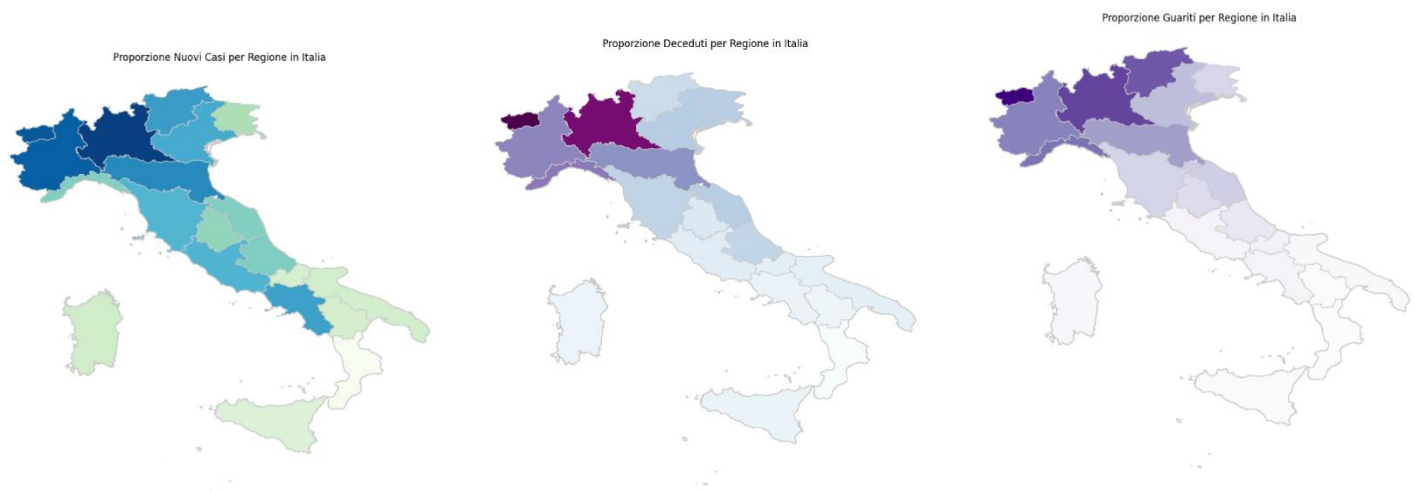 Proporzione Nuovi Casi per Regione in Italia
Proporzione Deceduti per Regione in Italia
Proporzione Guariti per Regione in Italia